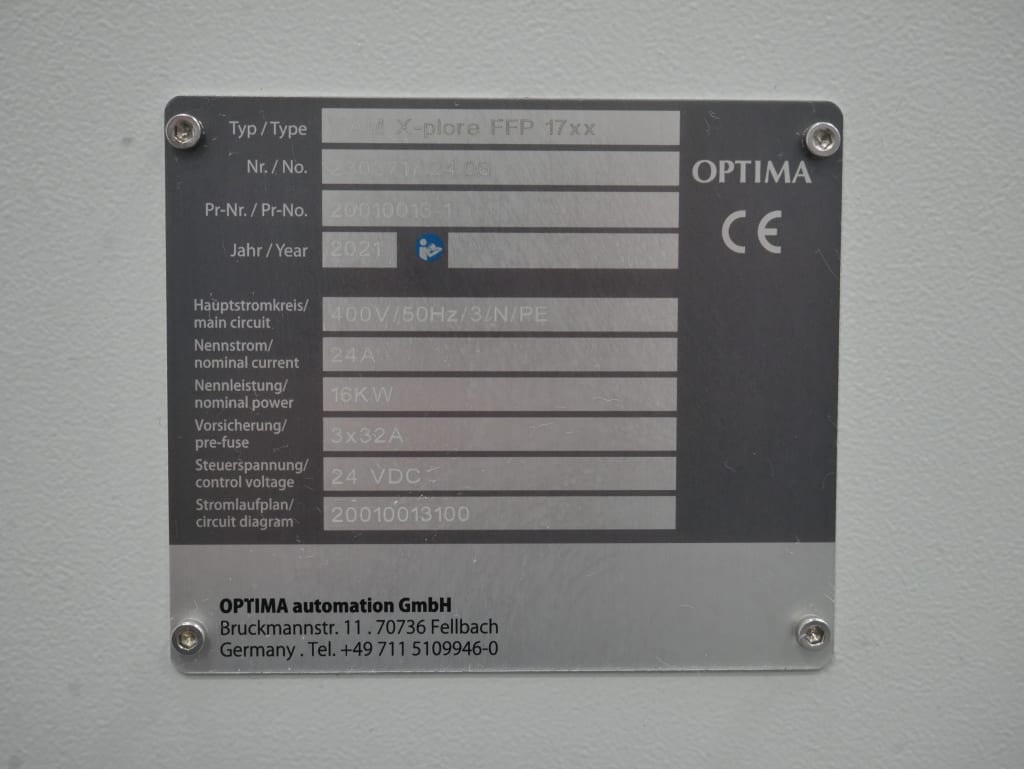 Typ / Type X-plore FFP 17xx
Nr. / No.
OPTIMA
Pr-Nr. / Pr-No. 20010013-1
CE
Jahr / Year 2021
Hauptstromkreis/
main circuit 400V/50Hz/3/N/PE
Nennstrom/
nominal current 24A
Nennleistung/
nominal power 16KW
Vorsicherung/
pre-fuse 3x32A
Steuerspannung/
control voltage 24 VDC
Stromlaufplan/
circuit diagram 20010013100
OPTIMA automation GmbH
Bruckmannstr. 11 . 70736 Fellbach
Germany . Tel. +49 711 5109946-0